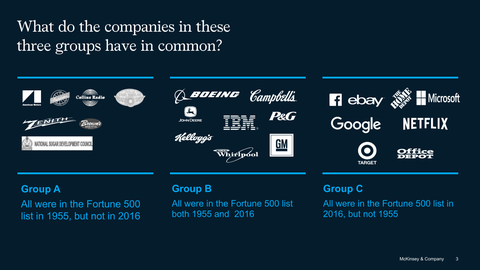 What do the companies in these
three groups have in common?
Collins Radio
ZENITH
NATIONAL SUGAR DEVELOPMENT COUNCIL
Group A
All were in the Fortune 500
list in 1955, but not in 2016
BOEING
Campbell's
JOHN DEERE
IBM
P&G
Kellogg's
Whirlpool
GM
Group B
All were in the Fortune 500 list
both 1955 and 2016
ebay
THE HOME DEPOT
Microsoft
Google
NETFLIX
TARGET
Office DEPOT
Group C
All were in the Fortune 500 list in
2016, but not 1955
McKinsey & Company 3